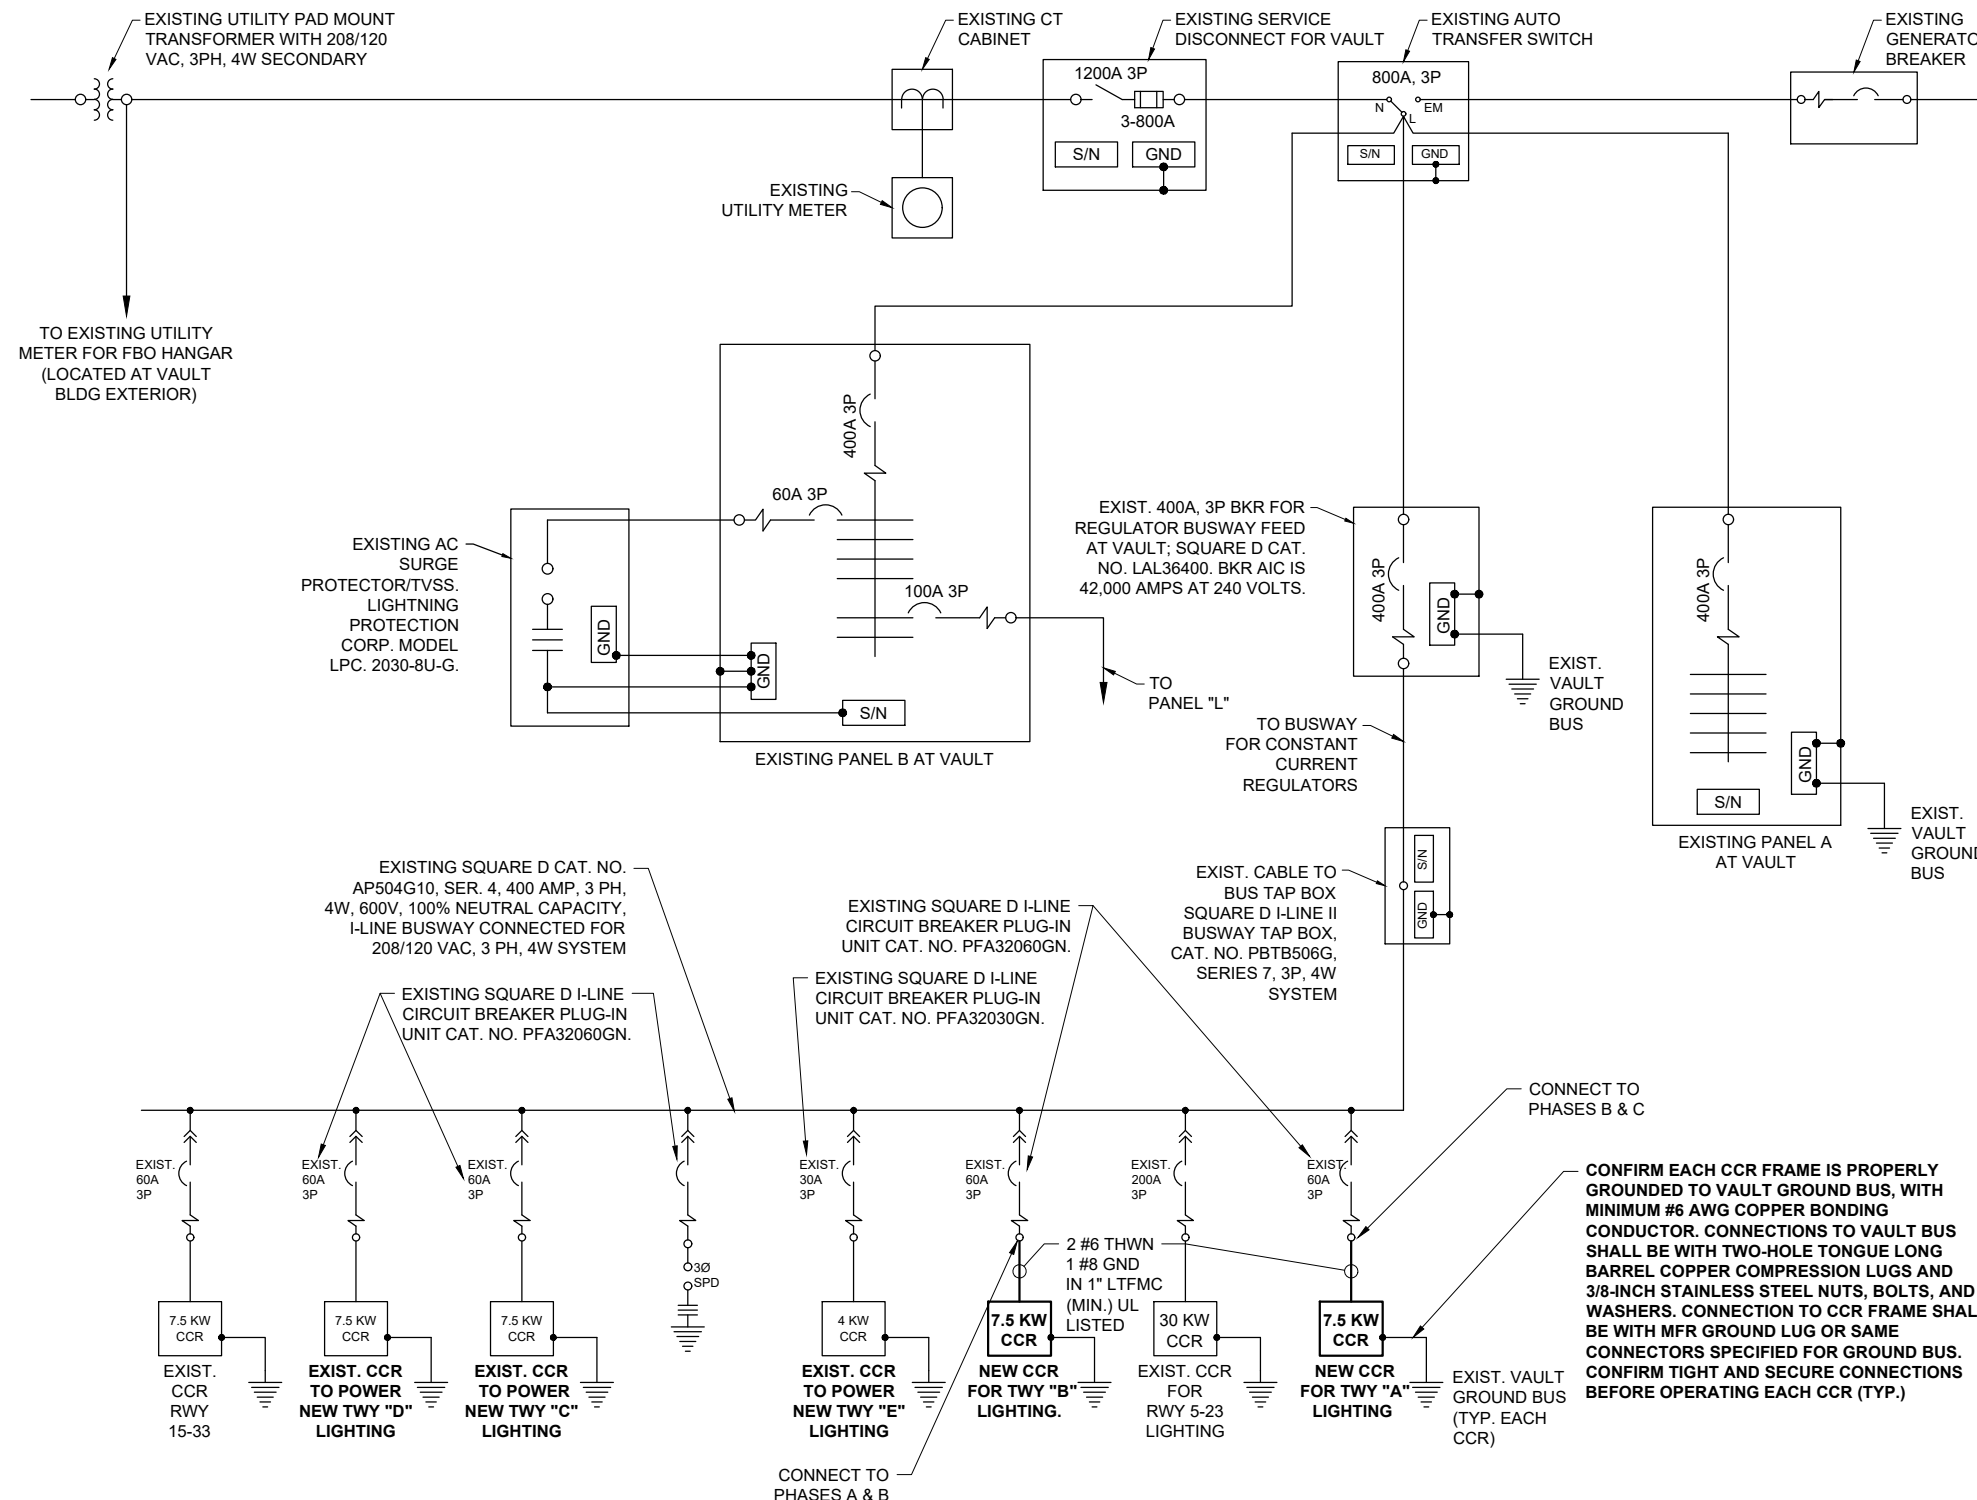 EXISTING UTILITY PAD MOUNT
TRANSFORMER WITH 208/120
VAC, 3PH, 4W SECONDARY
EXISTING CT
CABINET
EXISTING SERVICE
DISCONNECT FOR VAULT
EXISTING AUTO
TRANSFER SWITCH
EXISTING
GENERATO
BREAKER
1200A 3P
3-800A
S/N
GND
800A, 3P
N
EM
L
S/N
GND
EXISTING
UTILITY METER
TO EXISTING UTILITY
METER FOR FBO HANGAR
(LOCATED AT VAULT
BLDG EXTERIOR)
400A 3P
60A 3P
100A 3P
GND
S/N
EXISTING PANEL B AT VAULT
TO
PANEL "L"
EXISTING AC
SURGE
PROTECTOR/TVSS.
LIGHTNING
PROTECTION
CORP. MODEL
LPC. 2030-8U-G.
GND
EXIST. 400A, 3P BKR FOR
REGULATOR BUSWAY FEED
AT VAULT; SQUARE D CAT.
NO. LAL36400. BKR AIC IS
42,000 AMPS AT 240 VOLTS.
400A 3P
GND
EXIST.
VAULT
GROUND
BUS
400A 3P
GND
S/N
EXISTING PANEL A
AT VAULT
EXIST.
VAULT
GROUND
BUS
TO BUSWAY
FOR CONSTANT
CURRENT
REGULATORS
EXIST. CABLE TO
BUS TAP BOX
SQUARE D I-LINE II
BUSWAY TAP BOX,
CAT. NO. PBTB506G,
SERIES 7, 3P, 4W
SYSTEM
S/N
GND
EXISTING SQUARE D CAT. NO.
AP504G10, SER. 4, 400 AMP, 3 PH,
4W, 600V, 100% NEUTRAL CAPACITY,
I-LINE BUSWAY CONNECTED FOR
208/120 VAC, 3 PH, 4W SYSTEM
EXISTING SQUARE D I-LINE
CIRCUIT BREAKER PLUG-IN
UNIT CAT. NO. PFA32060GN.
EXISTING SQUARE D I-LINE
CIRCUIT BREAKER PLUG-IN
UNIT CAT. NO. PFA32060GN.
EXISTING SQUARE D I-LINE
CIRCUIT BREAKER PLUG-IN
UNIT CAT. NO. PFA32030GN.
CONNECT TO
PHASES B & C
EXIST.
60A
3P
EXIST.
60A
3P
EXIST.
60A
3P
3Ø
SPD
EXIST.
30A
3P
EXIST.
60A
3P
EXIST.
200A
3P
EXIST.
60A
3P
2 #6 THWN
1 #8 GND
IN 1" LTFMC
(MIN.) UL
LISTED
7.5 KW
CCR
EXIST.
CCR
RWY
15-33
7.5 KW
CCR
EXIST. CCR
TO POWER
NEW TWY "D"
LIGHTING
7.5 KW
CCR
EXIST. CCR
TO POWER
NEW TWY "C"
LIGHTING
4 KW
CCR
EXIST. CCR
TO POWER
NEW TWY "E"
LIGHTING
7.5 KW
CCR
NEW CCR
FOR TWY "B"
LIGHTING.
30 KW
CCR
EXIST. CCR
FOR
RWY 5-23
LIGHTING
7.5 KW
CCR
NEW CCR
FOR TWY "A"
LIGHTING
EXIST. VAULT
GROUND BUS
(TYP. EACH
CCR)
CONFIRM EACH CCR FRAME IS PROPERLY
GROUNDED TO VAULT GROUND BUS, WITH
MINIMUM #6 AWG COPPER BONDING
CONDUCTOR. CONNECTIONS TO VAULT BUS
SHALL BE WITH TWO-HOLE TONGUE LONG
BARREL COPPER COMPRESSION LUGS AND
3/8-INCH STAINLESS STEEL NUTS, BOLTS, AND
WASHERS. CONNECTION TO CCR FRAME SHAL
BE WITH MFR GROUND LUG OR SAME
CONNECTORS SPECIFIED FOR GROUND BUS.
CONFIRM TIGHT AND SECURE CONNECTIONS
BEFORE OPERATING EACH CCR (TYP.)
CONNECT TO
PHASES A & B